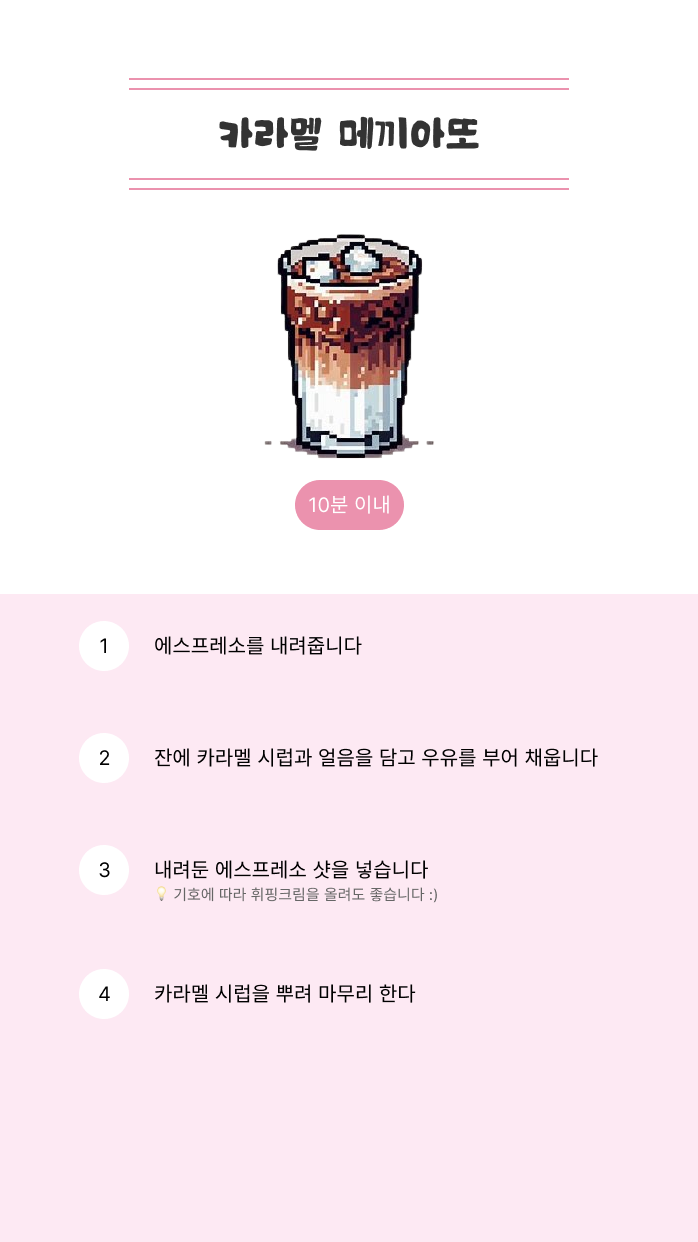 카라멜 메끼아또
10분 이내
1 에스프레소를 내려줍니다
2 잔에 카라멜 시럽과 얼음을 담고 우유를 부어 채웁니다
3 내려둔 에스프레소 샷을 넣습니다
💡 기호에 따라 휘핑크림을 올려도 좋습니다 :)
4 카라멜 시럽을 뿌려 마무리 한다